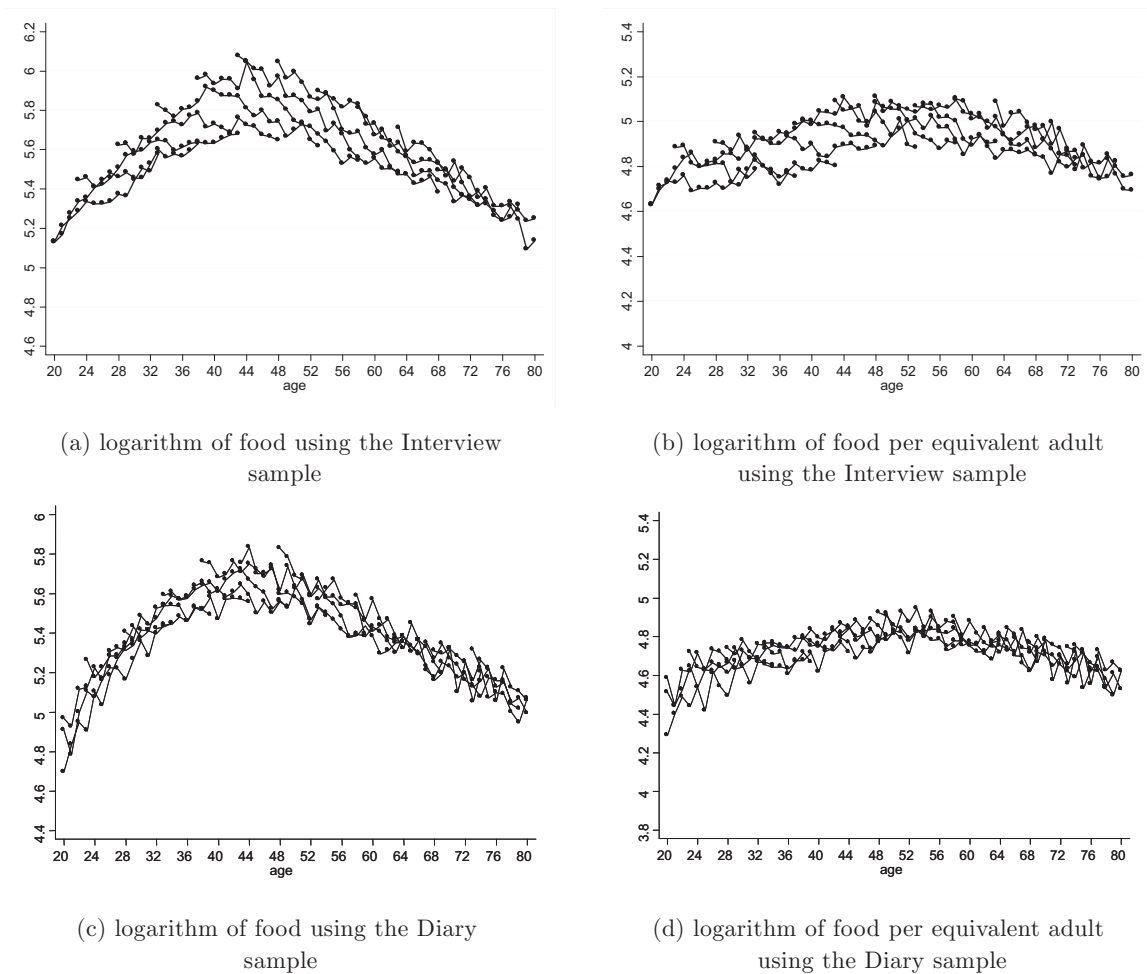 6.2
6
5.8
5.6
5.4
5.2
5
4.8
4.6
20 24 28 32 36 40 44 48 52 56 60 64 68 72 76 80
age
(a) logarithm of food using the Interview
sample
5.4
5.2
5
4.8
4.6
4.4
4.2
4
20 24 28 32 36 40 44 48 52 56 60 64 68 72 76 80
age
(b) logarithm of food per equivalent adult
using the Interview sample
6
5.8
5.6
5.4
5.2
5
4.8
4.6
4.4
20 24 28 32 36 40 44 48 52 56 60 64 68 72 76 80
age
(c) logarithm of food using the Diary
sample
5.4
5.2
5
4.8
4.6
4.4
4.2
4
3.8
20 24 28 32 36 40 44 48 52 56 60 64 68 72 76 80
age
(d) logarithm of food per equivalent adult
using the Diary sample